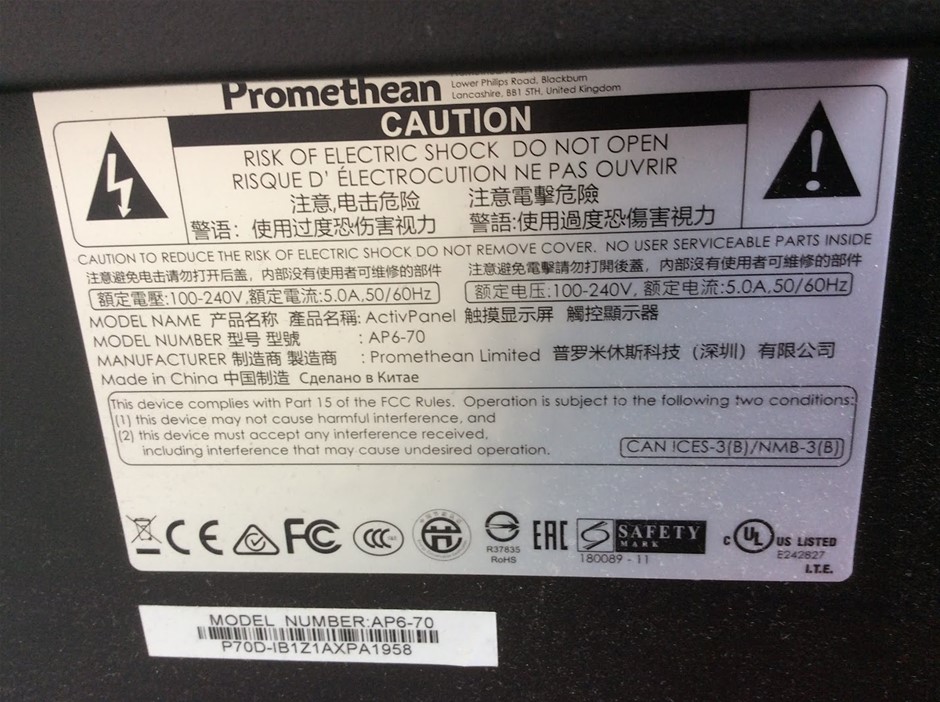 Promethean
Lower Philips Road, Blackburn
Lancashire, BB1 5TH, United Kingdom
CAUTION
RISK OF ELECTRIC SHOCK DO NOT OPEN
RISQUE D' ÉLECTROCUTION NE PAS OUVRIR
注意,电击危险 注意電擊危險
警语: 使用过度恐伤害视力 警語:使用過度恐傷害視力
CAUTION TO REDUCE THE RISK OF ELECTRIC SHOCK DO NOT REMOVE COVER. NO USER SERVICEABLE PARTS INSIDE
注意避免电击请勿打开后盖，内部没有使用者可维修的部件 注意避免電擊請勿打開後蓋，内部沒有使用者可維修的部件
額定電壓:100-240V,額定電流:5.0A,50/60Hz 额定电压:100-240V, 额定电流:5.0A,50/60Hz
MODEL NAME 产品名称 產品名稱: ActivPanel 触摸显示屏 觸控顯示器
MODEL NUMBER 型号 型號 : AP6-70
MANUFACTURER 制造商 製造商 : Promethean Limited 普罗米休斯科技（深圳）有限公司
Made in China 中国制造 Сделано в Китае
This device complies with Part 15 of the FCC Rules. Operation is subject to the following two conditions:
(1) this device may not cause harmful interference, and
(2) this device must accept any interference received,
including interference that may cause undesired operation.
CAN ICES-3(B)/NMB-3(B)
CE FC CCC R37835 RoHS EAC SAFETY MARK 180089 - 11 C UL US LISTED E242827 I.T.E.
MODEL NUMBER:AP6-70
P70D-IB1Z1AXPA1958